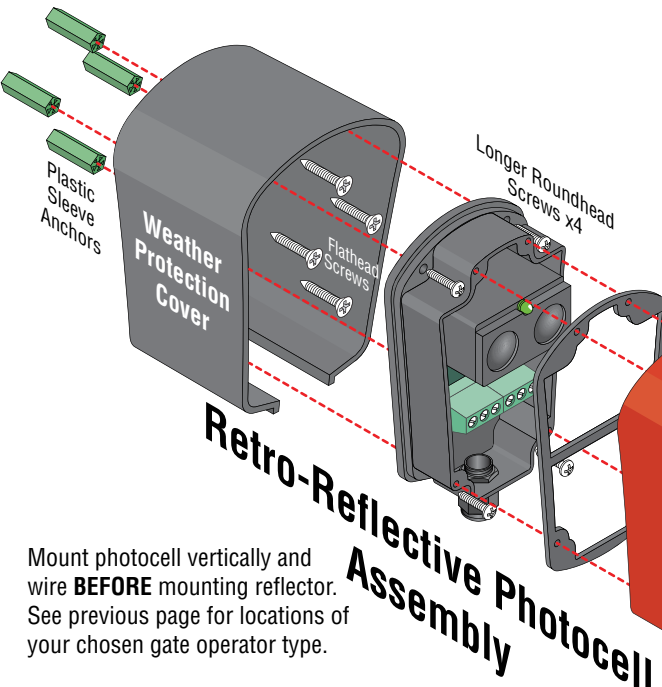 Plastic
Sleeve
Anchors
Weather
Protection
Cover
Flathead
Screws
Longer Roundhead
Screws x4
Retro-Reflective Photocell
Assembly
Mount photocell vertically and
wire BEFORE mounting reflector.
See previous page for locations of
your chosen gate operator type.